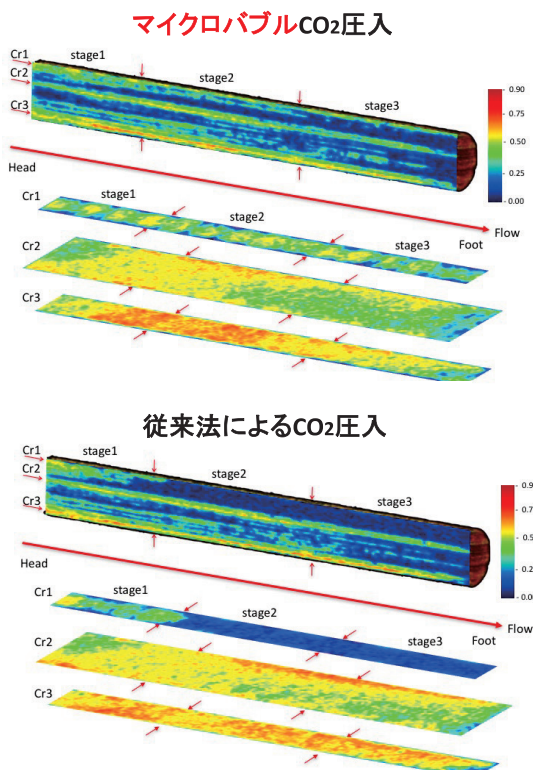 マイクロバブルCO2圧入
Cr1
stage1
Cr2
stage2
Cr3
stage3
0.90
0.75
0.50
0.25
0.00
Head
Flow
Cr1
stage1
stage2
stage3
Foot
Cr2
Cr3
従来法によるCO2圧入
Cr1
stage1
Cr2
stage2
Cr3
stage3
0.9
0.7
0.5
0.2
0.0
Head
Flow
Cr1
stage1
stage2
stage3
Foot
Cr2
Cr3